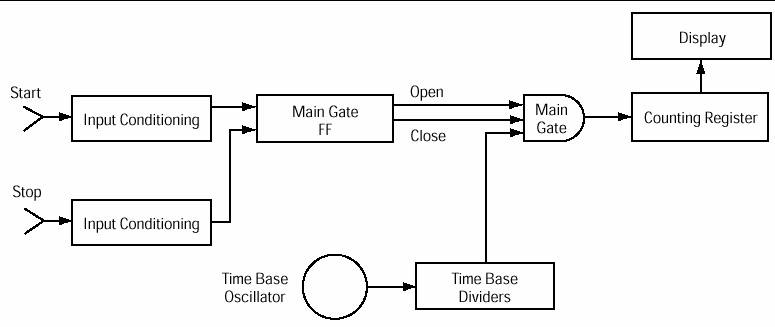 Display
Start
Open
Input Conditioning
Main Gate
FF
Main
Gate
Counting Register
Close
Stop
Input Conditioning
Time Base
Oscillator
Time Base
Dividers